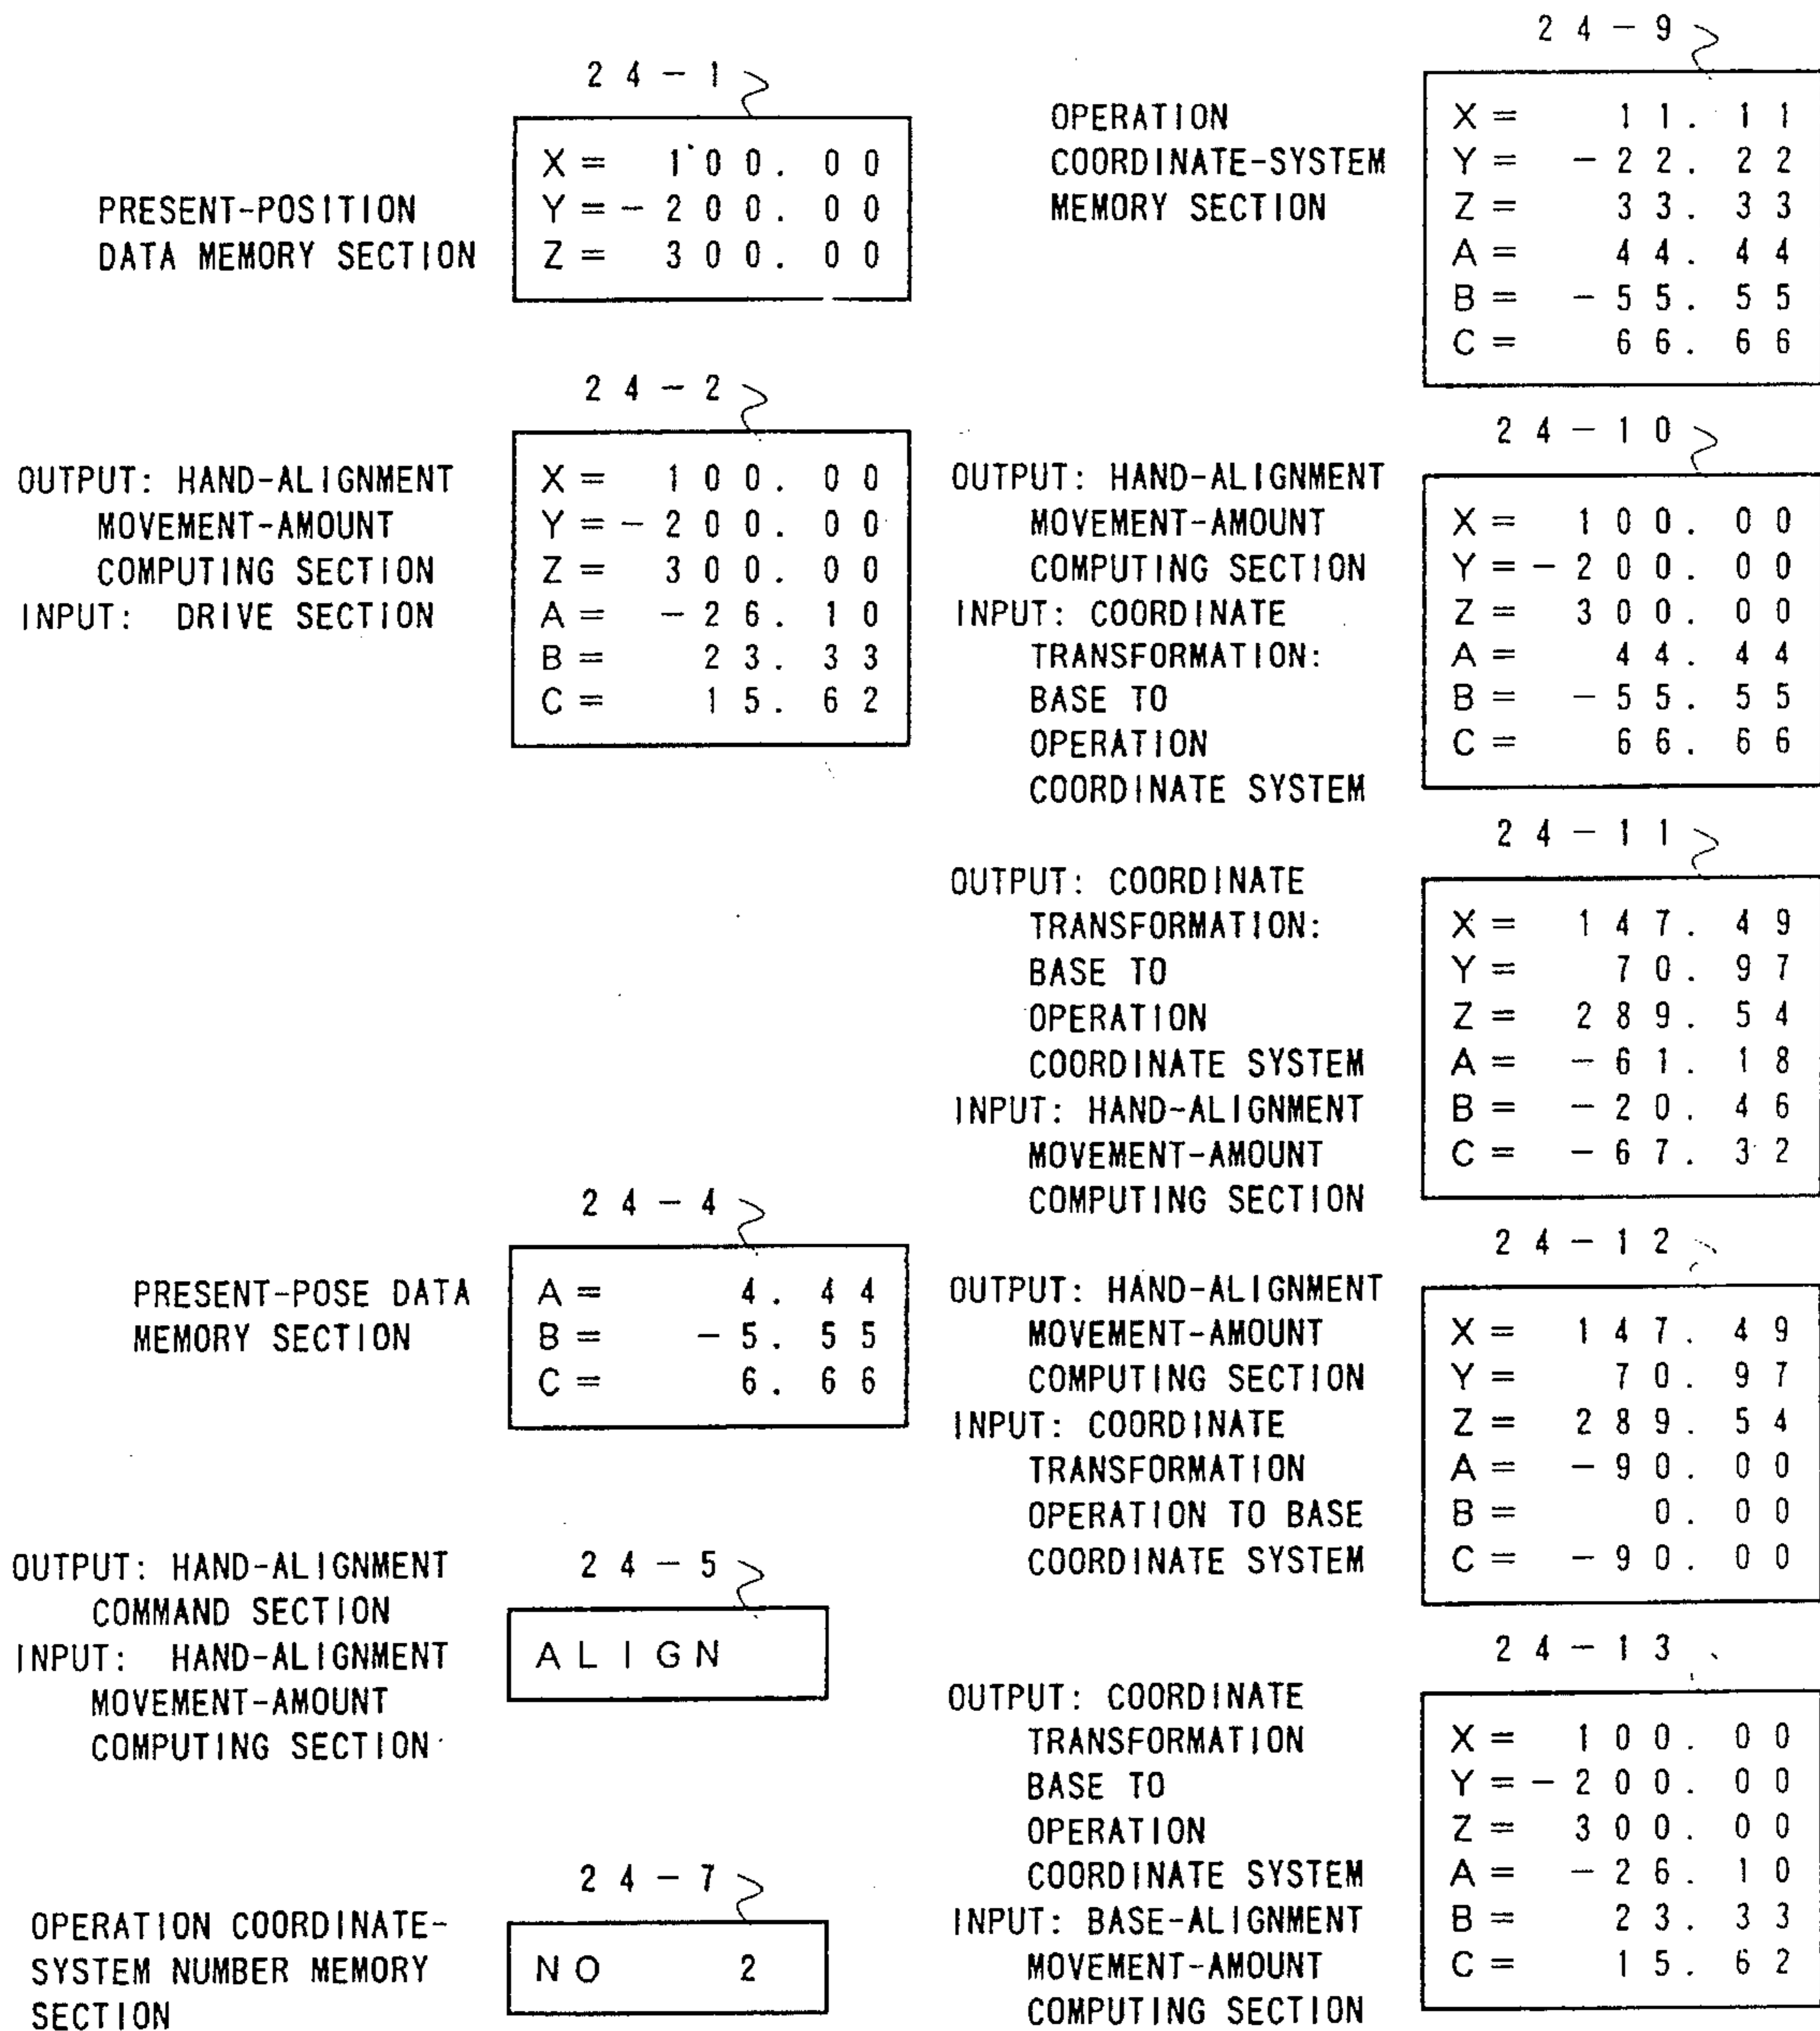 24-1
PRESENT-POSITION
DATA MEMORY SECTION
X= 100.00
Y=-200.00
Z= 300.00
24-2
OUTPUT: HAND-ALIGNMENT
MOVEMENT-AMOUNT
COMPUTING SECTION
INPUT: DRIVE SECTION
X= 100.00
Y=-200.00
Z= 300.00
A= -26.10
B= 23.33
C= 15.62
24-4
PRESENT-POSE DATA
MEMORY SECTION
A= 4.44
B= -5.55
C= 6.66
OUTPUT: HAND-ALIGNMENT
COMMAND SECTION
INPUT: HAND-ALIGNMENT
MOVEMENT-AMOUNT
COMPUTING SECTION
24-5
ALIGN
24-7
OPERATION COORDINATE-
SYSTEM NUMBER MEMORY
SECTION
NO 2
24-9
OPERATION
COORDINATE-SYSTEM
MEMORY SECTION
X= 11.11
Y= -22.22
Z= 33.33
A= 44.44
B= -55.55
C= 66.66
24-10
OUTPUT: HAND-ALIGNMENT
MOVEMENT-AMOUNT
COMPUTING SECTION
INPUT: COORDINATE
TRANSFORMATION:
BASE TO
OPERATION
COORDINATE SYSTEM
X= 100.00
Y=-200.00
Z= 300.00
A= 44.44
B= -55.55
C= 66.66
24-11
OUTPUT: COORDINATE
TRANSFORMATION:
BASE TO
OPERATION
COORDINATE SYSTEM
INPUT: HAND-ALIGNMENT
MOVEMENT-AMOUNT
COMPUTING SECTION
X= 147.49
Y= 70.97
Z= 289.54
A= -61.18
B= -20.46
C= -67.32
24-12
OUTPUT: HAND-ALIGNMENT
MOVEMENT-AMOUNT
COMPUTING SECTION
INPUT: COORDINATE
TRANSFORMATION
OPERATION TO BASE
COORDINATE SYSTEM
X= 147.49
Y= 70.97
Z= 289.54
A= -90.00
B= 0.00
C= -90.00
24-13
OUTPUT: COORDINATE
TRANSFORMATION
BASE TO
OPERATION
COORDINATE SYSTEM
INPUT: BASE-ALIGNMENT
MOVEMENT-AMOUNT
COMPUTING SECTION
X= 100.00
Y=-200.00
Z= 300.00
A= -26.10
B= 23.33
C= 15.62